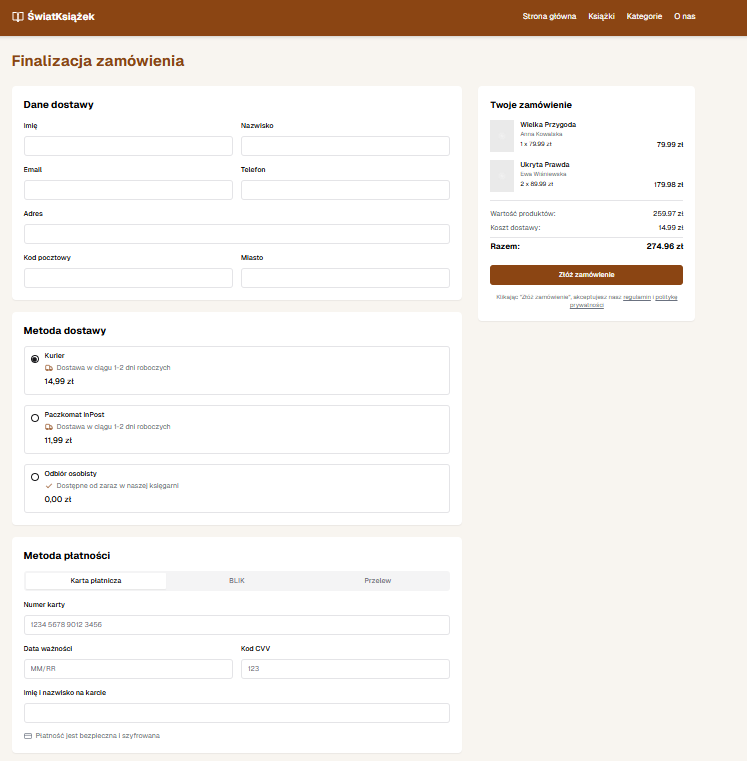 ŚwiatKsiążek
Strona główna Książki Kategorie O nas
Finalizacja zamówienia
Dane dostawy
Imię Nazwisko
Email Telefon
Adres
Kod pocztowy Miasto
Metoda dostawy
Kurier
Dostawa w ciągu 1-2 dni roboczych
14,99 zł
Paczkomat InPost
Dostawa w ciągu 1-2 dni roboczych
11,99 zł
Odbiór osobisty
Dostępne od zaraz w naszej księgarni
0,00 zł
Metoda płatności
Karta płatnicza BLIK Przelew
Numer karty
1234 5678 9012 3456
Data ważności Kod CVV
MM/RR 123
Imię i nazwisko na karcie
Płatność jest bezpieczna i szyfrowana
Twoje zamówienie
Wielka Przygoda
Anna Kowalska
1 x 79.99 zł 79.99 zł
Ukryta Prawda
Ewa Wiśniewska
2 x 89.99 zł 179.98 zł
Wartość produktów: 259.97 zł
Koszt dostawy: 14.99 zł
Razem: 274.96 zł
Złóż zamówienie
Klikając "Złóż zamówienie", akceptujesz nasz regulamin i politykę
prywatności